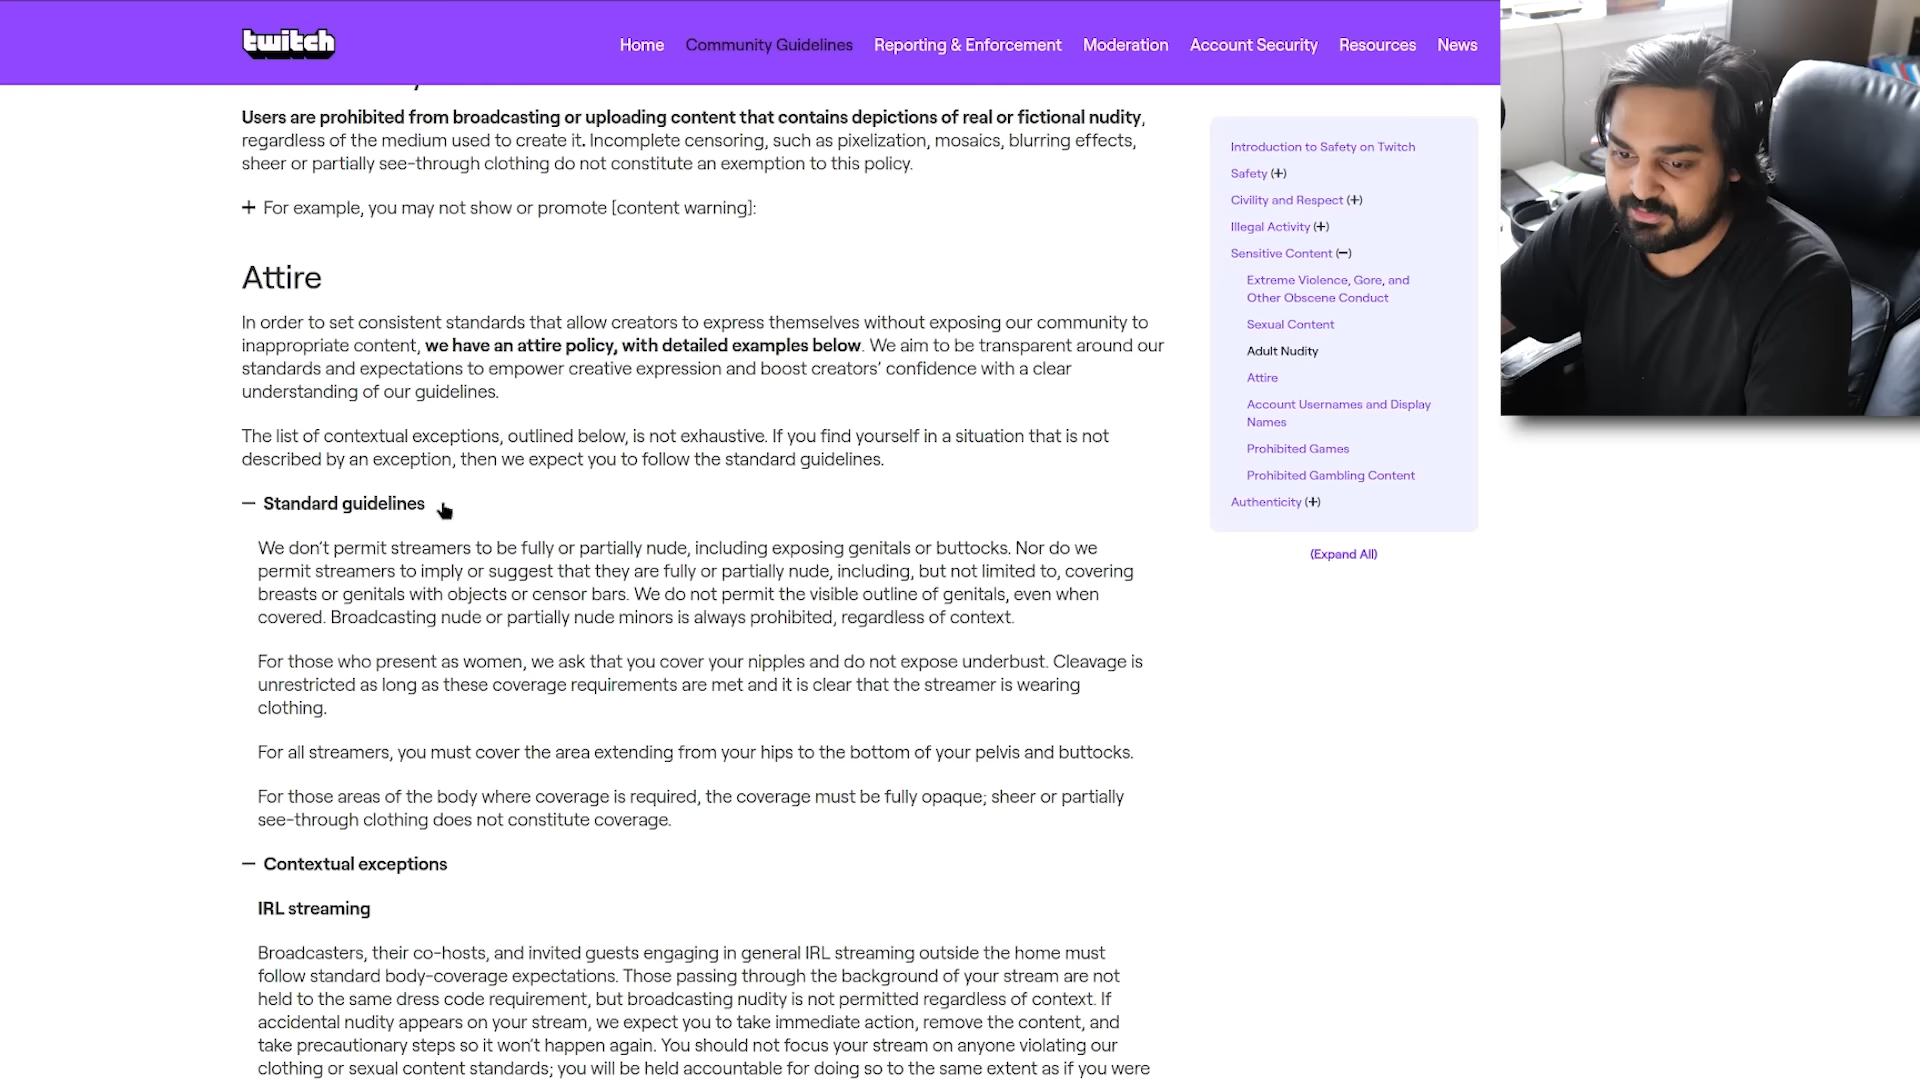 twitch
Home
Community Guidelines
Reporting & Enforcement
Moderation
Account Security
Resources
News
Users are prohibited from broadcasting or uploading content that contains depictions of real or fictional nudity,
regardless of the medium used to create it. Incomplete censoring, such as pixelization, mosaics, blurring effects,
sheer or partially see-through clothing do not constitute an exemption to this policy.
+ For example, you may not show or promote [content warning]:
Attire
In order to set consistent standards that allow creators to express themselves without exposing our community to
inappropriate content, we have an attire policy, with detailed examples below. We aim to be transparent around our
standards and expectations to empower creative expression and boost creators’ confidence with a clear
understanding of our guidelines.
The list of contextual exceptions, outlined below, is not exhaustive. If you find yourself in a situation that is not
described by an exception, then we expect you to follow the standard guidelines.
— Standard guidelines
We don’t permit streamers to be fully or partially nude, including exposing genitals or buttocks. Nor do we
permit streamers to imply or suggest that they are fully or partially nude, including, but not limited to, covering
breasts or genitals with objects or censor bars. We do not permit the visible outline of genitals, even when
covered. Broadcasting nude or partially nude minors is always prohibited, regardless of context.
For those who present as women, we ask that you cover your nipples and do not expose underbust. Cleavage is
unrestricted as long as these coverage requirements are met and it is clear that the streamer is wearing
clothing.
For all streamers, you must cover the area extending from your hips to the bottom of your pelvis and buttocks.
For those areas of the body where coverage is required, the coverage must be fully opaque; sheer or partially
see-through clothing does not constitute coverage.
— Contextual exceptions
IRL streaming
Broadcasters, their co-hosts, and invited guests engaging in general IRL streaming outside the home must
follow standard body-coverage expectations. Those passing through the background of your stream are not
held to the same dress code requirement, but broadcasting nudity is not permitted regardless of context. If
accidental nudity appears on your stream, we expect you to take immediate action, remove the content, and
take precautionary steps so it won’t happen again. You should not focus your stream on anyone violating our
clothing or sexual content standards; you will be held accountable for doing so to the same extent as if you were
Introduction to Safety on Twitch
Safety (+)
Civility and Respect (+)
Illegal Activity (+)
Sensitive Content (−)
Extreme Violence, Gore, and
Other Obscene Conduct
Sexual Content
Adult Nudity
Attire
Account Usernames and Display
Names
Prohibited Games
Prohibited Gambling Content
Authenticity (+)
(Expand All)